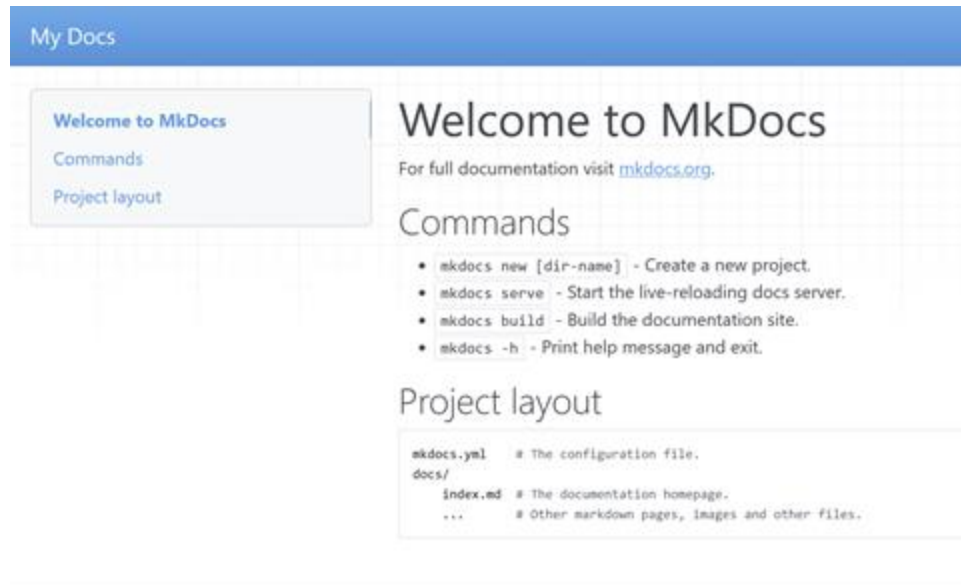 My Docs
Welcome to MkDocs
Commands
Project layout
Welcome to MkDocs
For full documentation visit mkdocs.org.
Commands
• mkdocs new [dir-name] - Create a new project.
• mkdocs serve - Start the live-reloading docs server.
• mkdocs build - Build the documentation site.
• mkdocs -h - Print help message and exit.
Project layout
mkdocs.yml    # The configuration file.
docs/
    index.md  # The documentation homepage.
    ...       # Other markdown pages, images and other files.